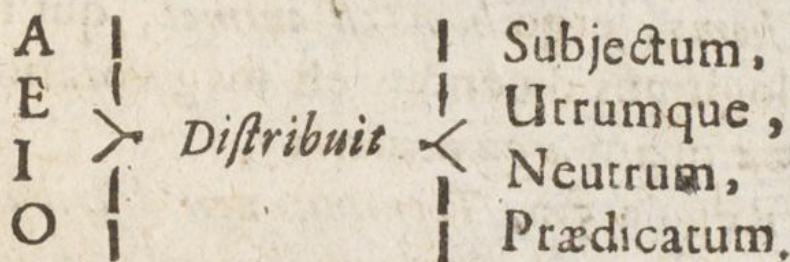 A Subjectum,
E Utrumque,
Diſtribuit
I Neutrum,
O Prædicatum.